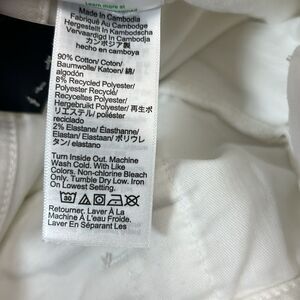 Learn more at
Made in Cambodia
Fabriqué Au Cambodge
Hergestellt In Kambodscha
Vervaardigd In Cambodja
カンボジア製
hecho en camboya
90% Cotton/ Coton/
Baumwolle/ Katoen/ 綿/
algodón
8% Recycled Polyester/
Polyester Recyclé/
Recyceltes Polyester/
Hergebruikt Polyester/ 再生ポ
リエステル/ poliéster
reciclado
2% Elastane/ Élasthanne/
Elastan/ Elastaan/ ポリウレ
タン/ elastano
Turn Inside Out. Machine
Wash Cold. With Like
Colors. Non-chlorine Bleach
Only. Tumble Dry Low. Iron
On Lowest Setting.
30
Retourner. Laver À La
Machine À L'eau Froide.
Laver En Séparant Les